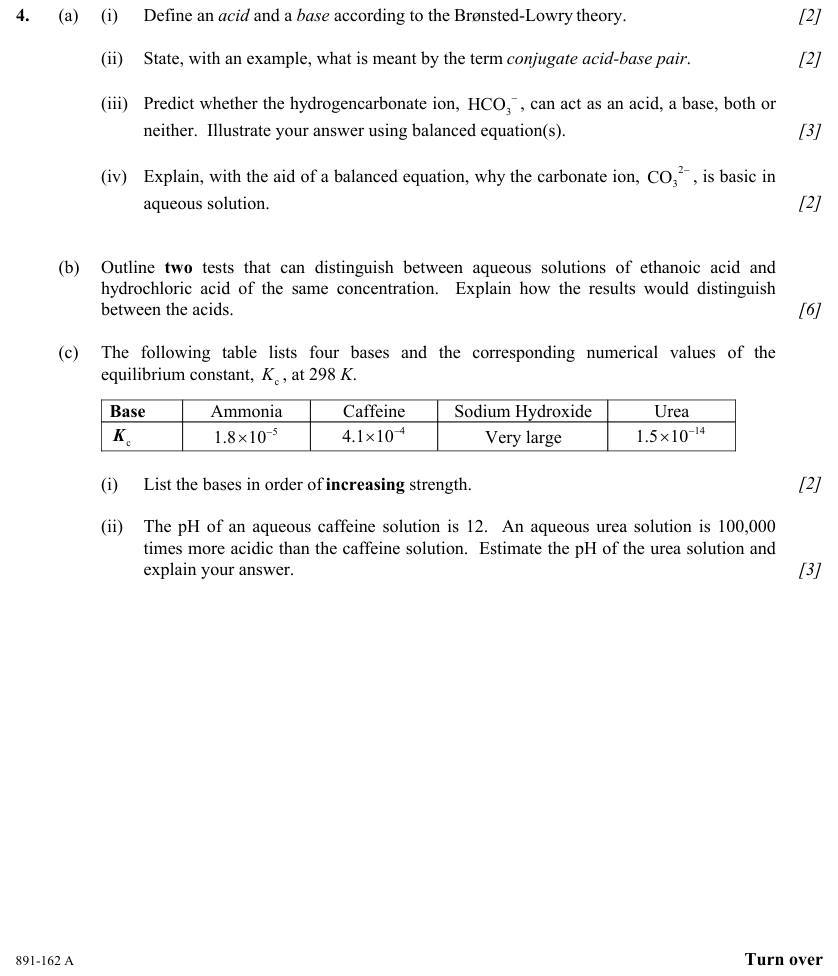 4. (a) (i) Define an acid and a base according to the Brønsted-Lowry theory. [2]
(ii) State, with an example, what is meant by the term conjugate acid-base pair. [2]
(iii) Predict whether the hydrogencarbonate ion, HCO₃⁻, can act as an acid, a base, both or
neither. Illustrate your answer using balanced equation(s). [3]
(iv) Explain, with the aid of a balanced equation, why the carbonate ion, CO₃²⁻, is basic in
aqueous solution. [2]
(b) Outline two tests that can distinguish between aqueous solutions of ethanoic acid and
hydrochloric acid of the same concentration. Explain how the results would distinguish
between the acids. [6]
(c) The following table lists four bases and the corresponding numerical values of the
equilibrium constant, K_c, at 298 K.
Base Ammonia Caffeine Sodium Hydroxide Urea
K_c 1.8×10⁻⁵ 4.1×10⁻⁴ Very large 1.5×10⁻¹⁴
(i) List the bases in order of increasing strength. [2]
(ii) The pH of an aqueous caffeine solution is 12. An aqueous urea solution is 100,000
times more acidic than the caffeine solution. Estimate the pH of the urea solution and
explain your answer. [3]
891-162 A Turn over